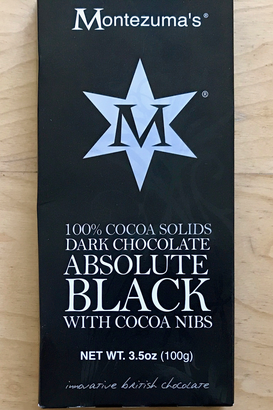 Montezuma's®
M®
100% COCOA SOLIDS
DARK CHOCOLATE
ABSOLUTE
BLACK
WITH COCOA NIBS
NET WT. 3.5oz (100g)
innovative british chocolate